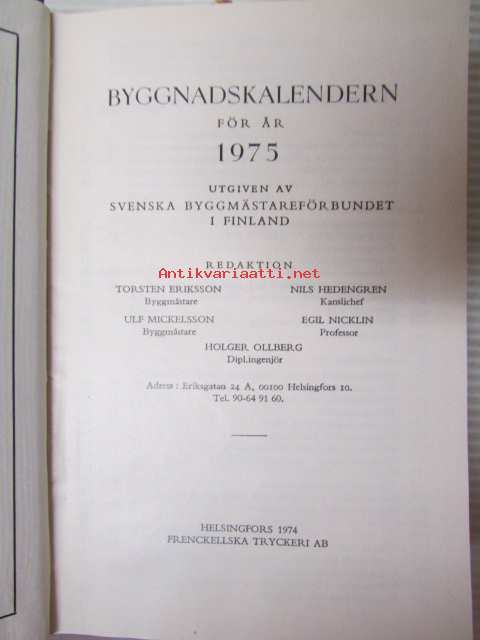 BYGGNADSKALENDERN
FÖR ÅR
1975
UTGIVEN AV
SVENSKA BYGGMÄSTAREFÖRBUNDET
I FINLAND
REDAKTION
Antikvariaatti.net
TORSTEN ERIKSSON NILS HEDENGREN
Byggmästare Kanslichef
ULF MICKELSSON EGIL NICKLIN
Byggmästare Professor
HOLGER OLLBERG
Dipl.ingenjör
Adress : Eriksgatan 24 A, 00100 Helsingfors 10.
Tel. 90-64 91 60.
HELSINGFORS 1974
FRENCKELLSKA TRYCKERI AB